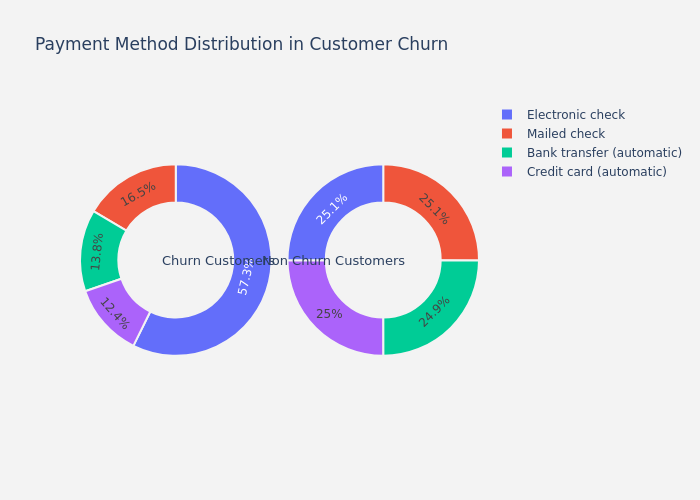 Payment Method Distribution in Customer Churn
Electronic check
Mailed check
Bank transfer (automatic)
Credit card (automatic)
16.5%
13.8%
12.4%
57.3%
Churn Customers
25.1%
25.1%
25%
24.9%
Non Churn Customers